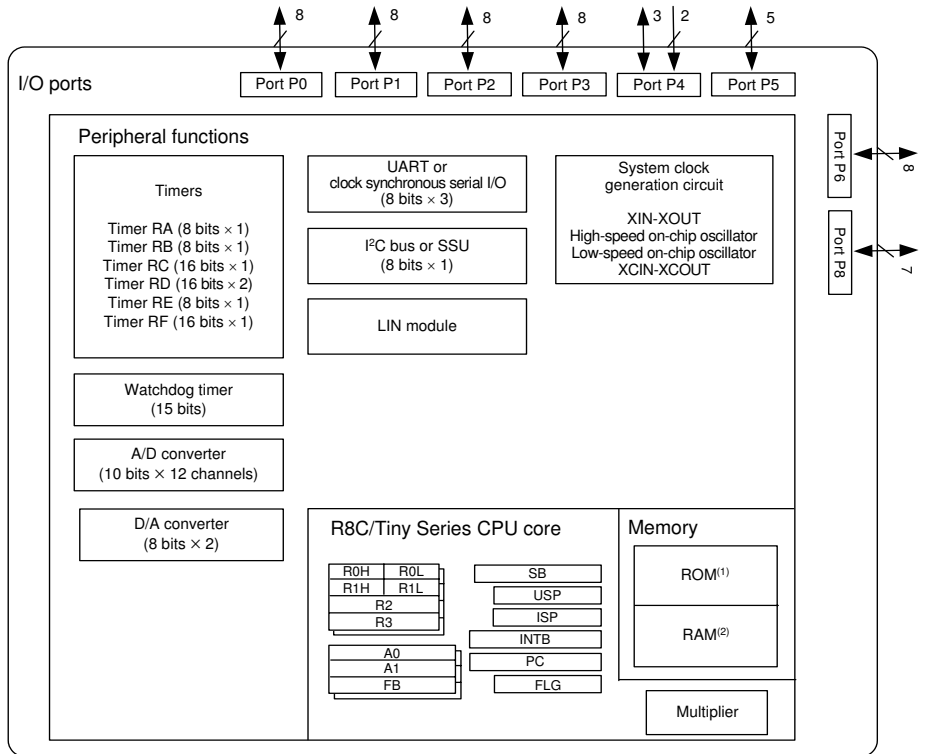 8 8 8 8 3 2 5
I/O ports
Port P0 Port P1 Port P2 Port P3 Port P4 Port P5
Peripheral functions
Timers
Timer RA (8 bits × 1)
Timer RB (8 bits × 1)
Timer RC (16 bits × 1)
Timer RD (16 bits × 2)
Timer RE (8 bits × 1)
Timer RF (16 bits × 1)
UART or
clock synchronous serial I/O
(8 bits × 3)
I²C bus or SSU
(8 bits × 1)
LIN module
System clock
generation circuit
XIN-XOUT
High-speed on-chip oscillator
Low-speed on-chip oscillator
XCIN-XCOUT
Port P6
8
Port P8
7
Watchdog timer
(15 bits)
A/D converter
(10 bits × 12 channels)
D/A converter
(8 bits × 2)
R8C/Tiny Series CPU core
R0H R0L
R1H R1L
R2
R3
A0
A1
FB
SB
USP
ISP
INTB
PC
FLG
Memory
ROM(1)
RAM(2)
Multiplier